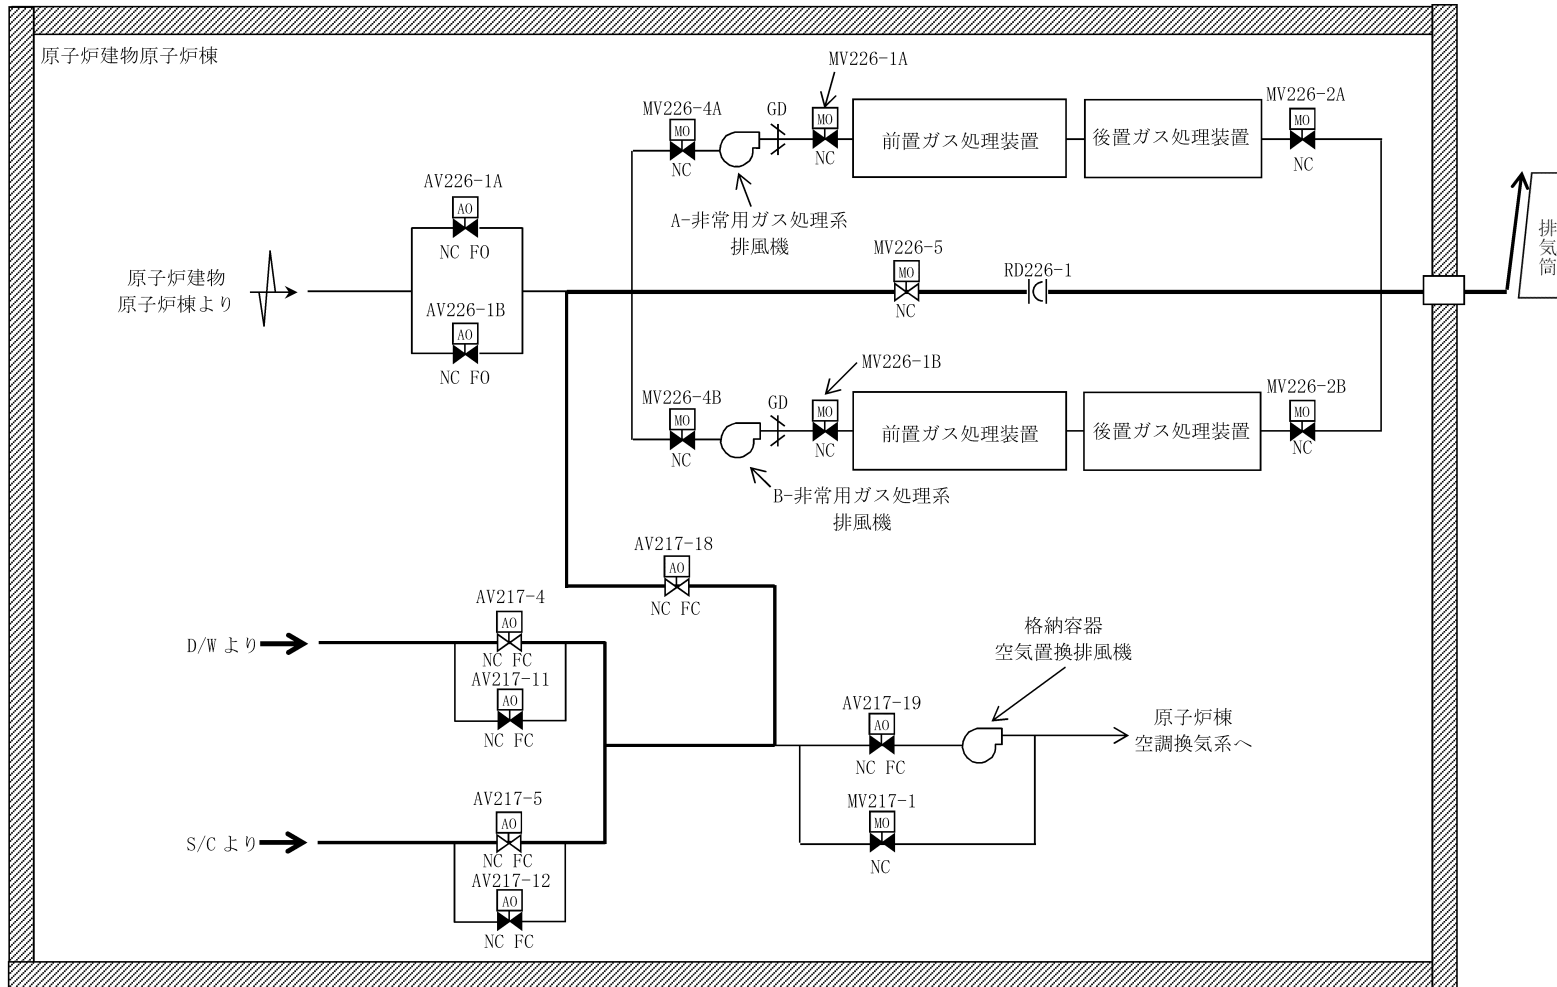 原子炉建物原子炉棟
MV226-1A
MV226-4A
GD
MV226-2A
MO
MO
MO
前置ガス処理装置
後置ガス処理装置
NC
NC
NC
AV226-1A
AO
NC FO
A-非常用ガス処理系
排風機
排気筒
MV226-5
MO
NC
RD226-1
原子炉建物
原子炉棟より
AV226-1B
AO
NC FO
MV226-1B
MV226-4B
GD
MV226-2B
MO
MO
MO
前置ガス処理装置
後置ガス処理装置
NC
NC
NC
B-非常用ガス処理系
排風機
AV217-18
AO
NC FC
AV217-4
AO
D/W より
NC FC
AV217-11
AO
NC FC
格納容器
空気置換排風機
AV217-19
AO
NC FC
原子炉棟
空調換気系へ
AV217-5
AO
S/C より
NC FC
AV217-12
AO
NC FC
MV217-1
MO
NC